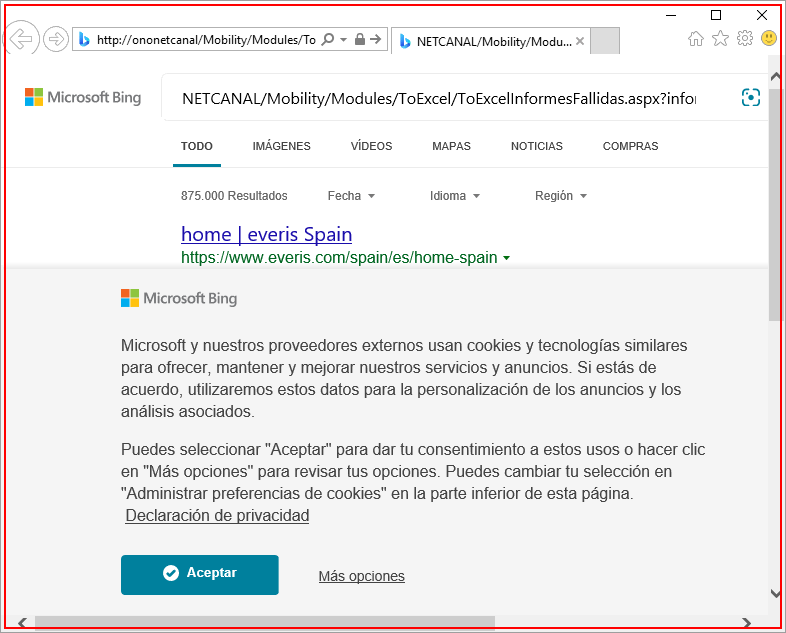 http://ononetcanal/Mobility/Modules/To
NETCANAL/Mobility/Modu...
Microsoft Bing
NETCANAL/Mobility/Modules/ToExcel/ToExcelInformesFallidas.aspx?infor
TODO IMÁGENES VÍDEOS MAPAS NOTICIAS COMPRAS
875.000 Resultados Fecha Idioma Región
home | everis Spain
https://www.everis.com/spain/es/home-spain
Microsoft Bing
Microsoft y nuestros proveedores externos usan cookies y tecnologías similares
para ofrecer, mantener y mejorar nuestros servicios y anuncios. Si estás de
acuerdo, utilizaremos estos datos para la personalización de los anuncios y los
análisis asociados.
Puedes seleccionar "Aceptar" para dar tu consentimiento a estos usos o hacer clic
en "Más opciones" para revisar tus opciones. Puedes cambiar tu selección en
"Administrar preferencias de cookies" en la parte inferior de esta página.
Declaración de privacidad
Aceptar Más opciones